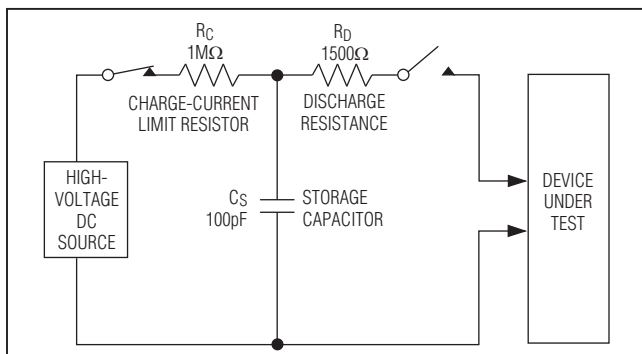 RC
1MΩ
CHARGE-CURRENT
LIMIT RESISTOR
RD
1500Ω
DISCHARGE
RESISTANCE
HIGH-
VOLTAGE
DC
SOURCE
CS
100pF
STORAGE
CAPACITOR
DEVICE
UNDER
TEST